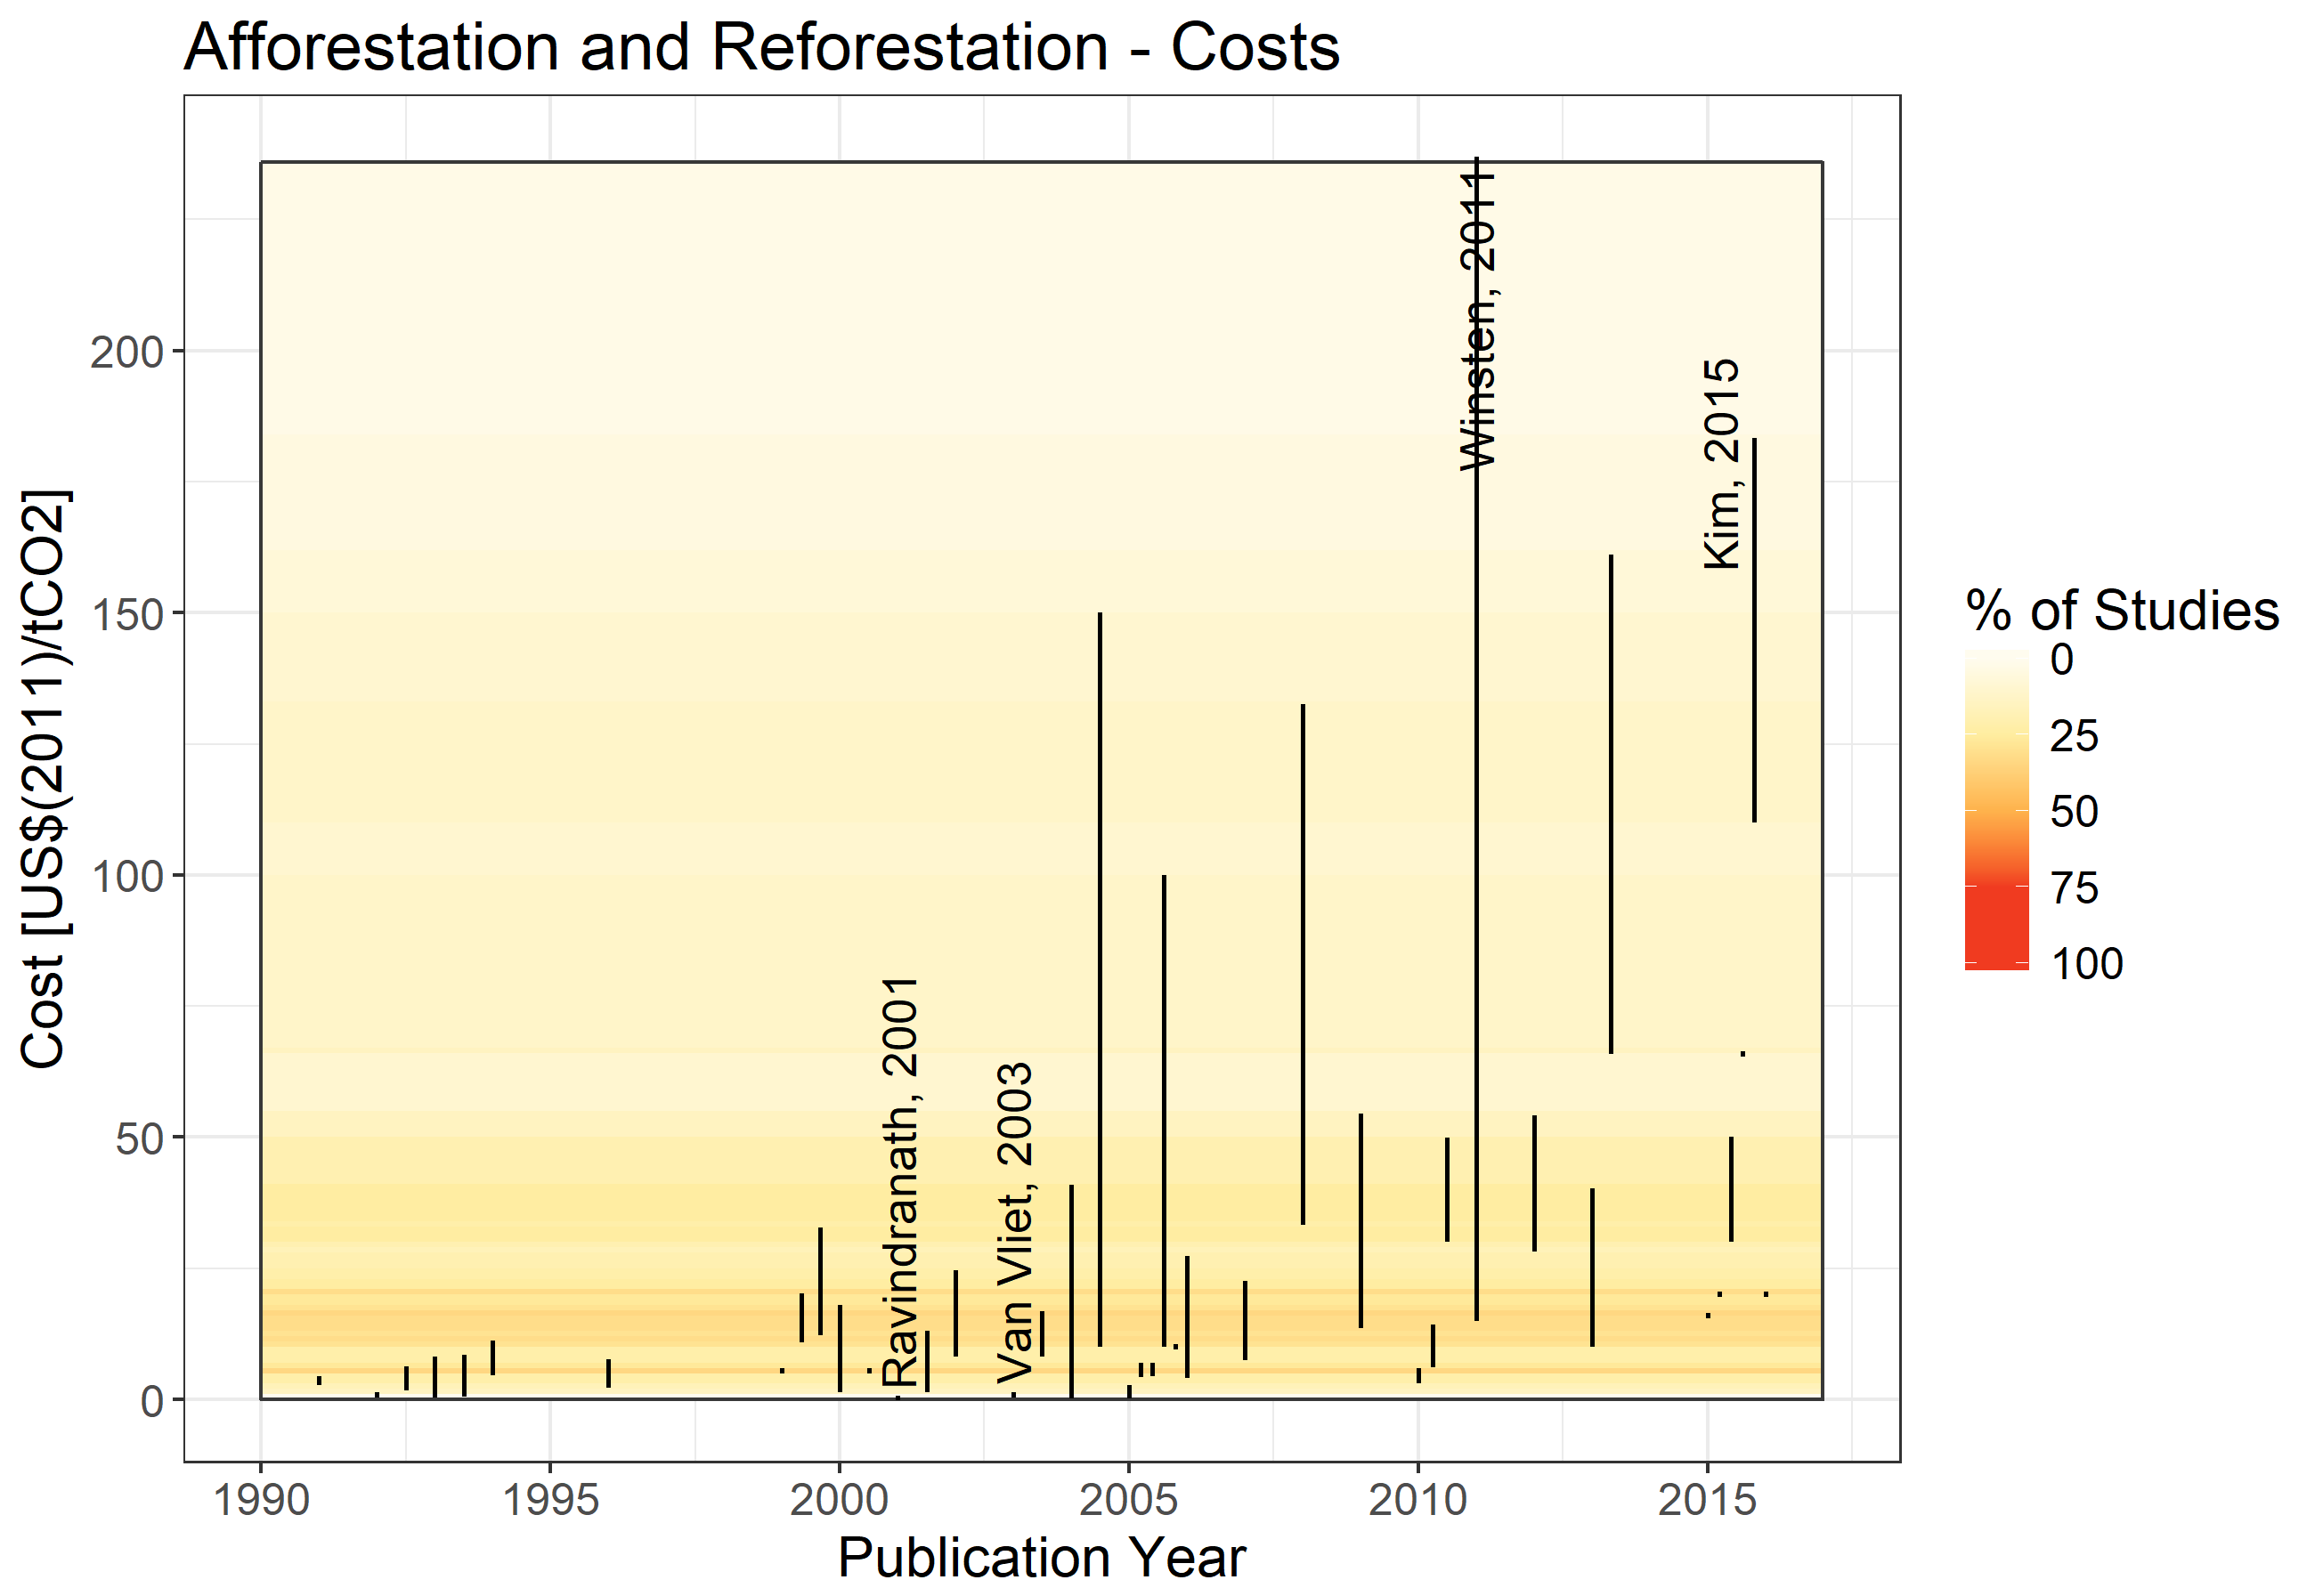 Afforestation and Reforestation - Costs
Cost [US$(2011)/tCO2]
200
150
100
50
0
Ravindranath, 2001
Van Vliet, 2003
Winsten, 2011
Kim, 2015
1990
1995
2000
2005
2010
2015
Publication Year
% of Studies
0
25
50
75
100